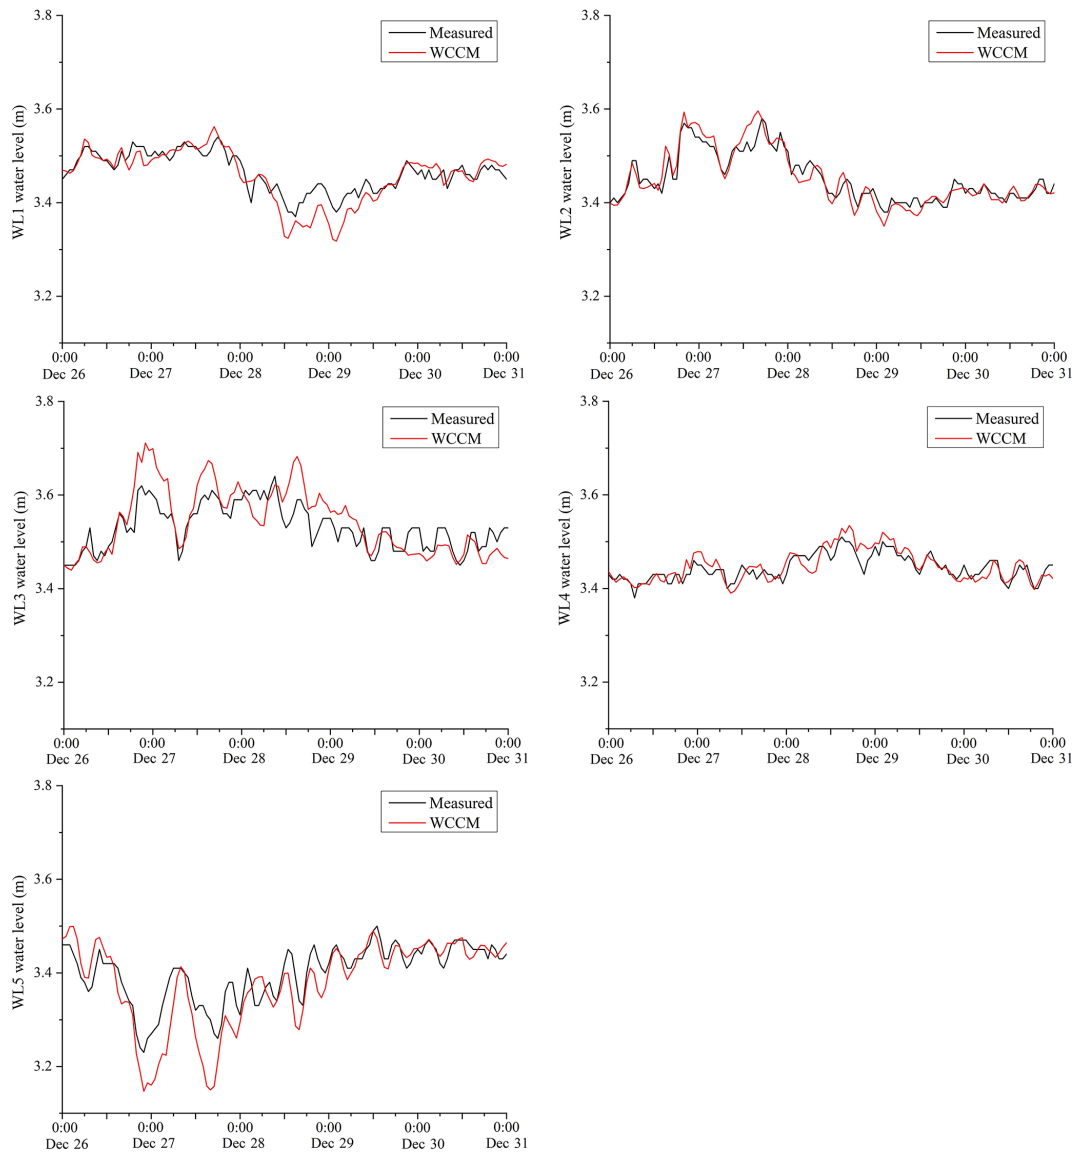 3.8
3.6
3.4
3.2
WL1 water level (m)
Measured
WCCM
0:00 0:00 0:00 0:00 0:00 0:00
Dec 26 Dec 27 Dec 28 Dec 29 Dec 30 Dec 31
3.8
3.6
3.4
3.2
WL2 water level (m)
Measured
WCCM
0:00 0:00 0:00 0:00 0:00 0:00
Dec 26 Dec 27 Dec 28 Dec 29 Dec 30 Dec 31
3.8
3.6
3.4
3.2
WL3 water level (m)
Measured
WCCM
0:00 0:00 0:00 0:00 0:00 0:00
Dec 26 Dec 27 Dec 28 Dec 29 Dec 30 Dec 31
3.8
3.6
3.4
3.2
WL4 water level (m)
Measured
WCCM
0:00 0:00 0:00 0:00 0:00 0:00
Dec 26 Dec 27 Dec 28 Dec 29 Dec 30 Dec 31
3.8
3.6
3.4
3.2
WL5 water level (m)
Measured
WCCM
0:00 0:00 0:00 0:00 0:00 0:00
Dec 26 Dec 27 Dec 28 Dec 29 Dec 30 Dec 31